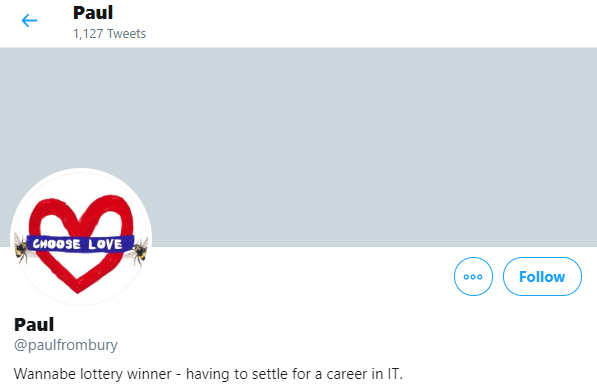 Paul
1,127 Tweets
CHOOSE LOVE
Follow
Paul
@paulfrombury
Wannabe lottery winner - having to settle for a career in IT.